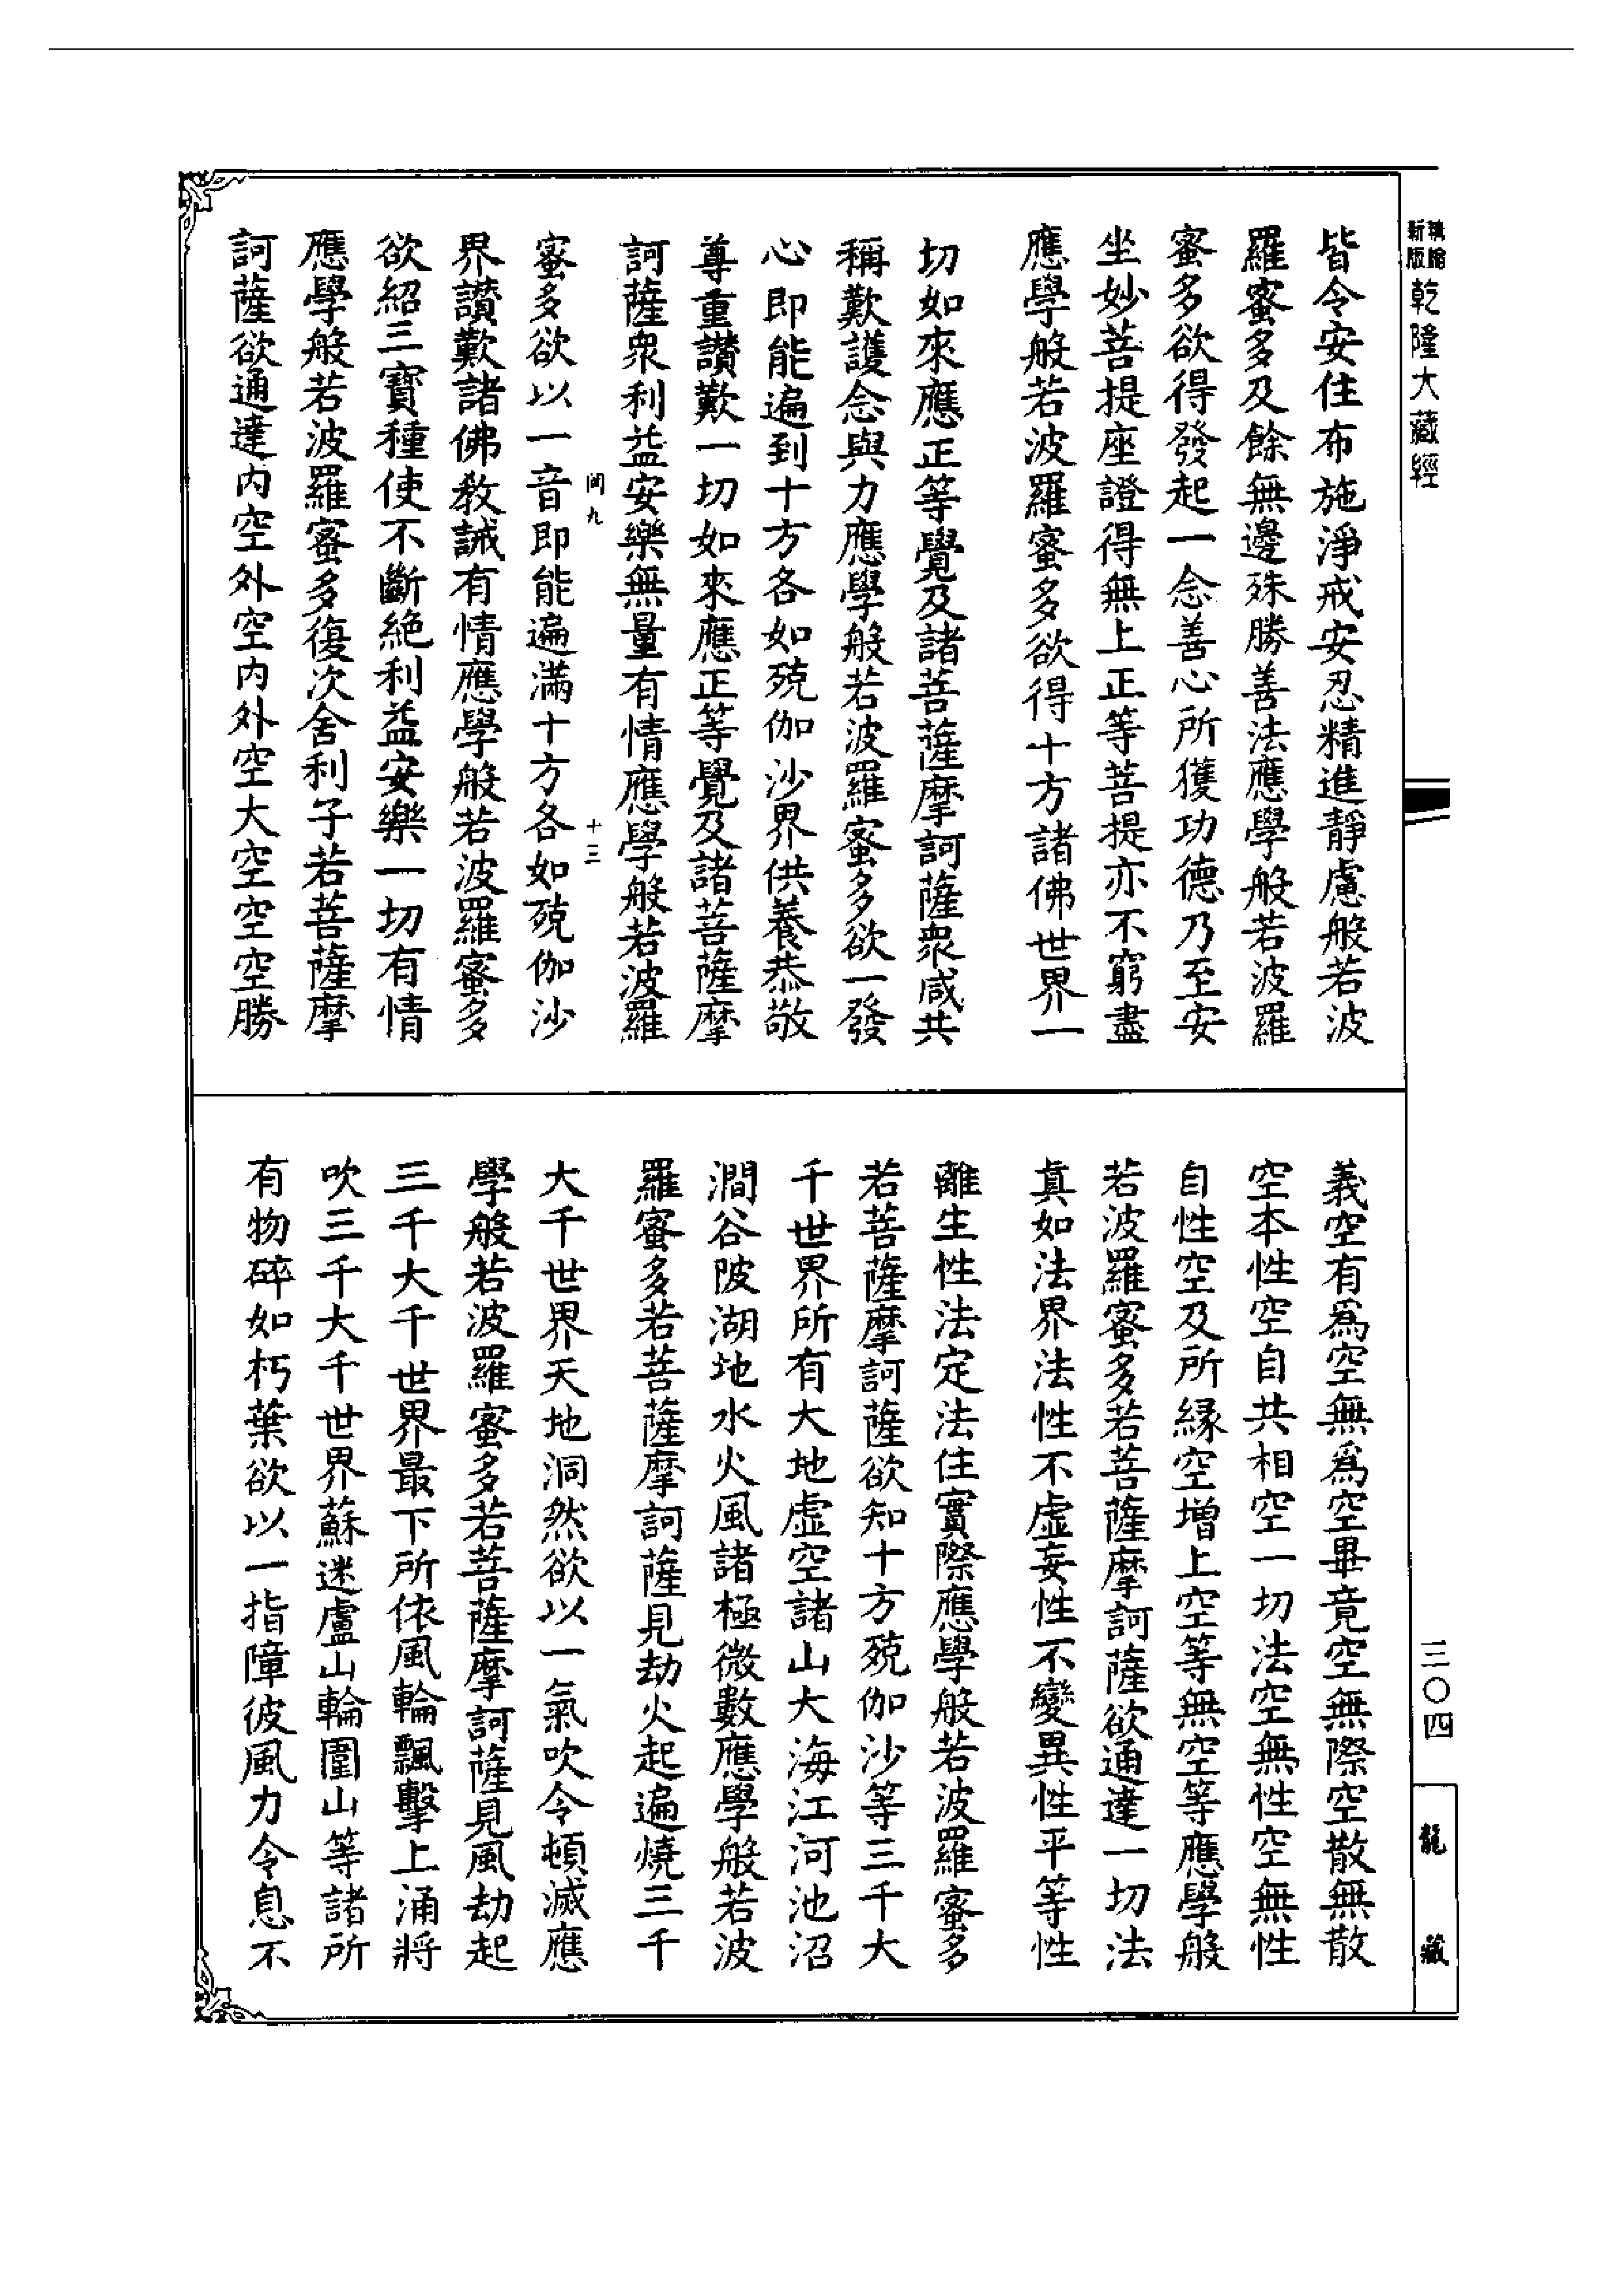 新版精縮乾隆大藏經
皆令安住布施淨戒安忍精進靜慮般若波
羅蜜多及餘無邊殊勝善法應學般若波羅
蜜多欲得發起一念善心所獲功德乃至安
坐妙菩提座證得無上正等菩提亦不窮盡
應學般若波羅蜜多欲得十方諸佛世界一
切如來應正等覺及諸菩薩摩訶薩衆咸共
稱歎護念與力應學般若波羅蜜多欲一發
心即能遍到十方各如殑伽沙界供養恭敬
尊重讚歎一切如來應正等覺及諸菩薩摩
訶薩衆利益安樂無量有情應學般若波羅
閏九
十三
蜜多欲以一音即能遍滿十方各如殑伽沙
界讚歎諸佛教誡有情應學般若波羅蜜多
欲紹三寶種使不斷絶利益安樂一切有情
應學般若波羅蜜多復次舍利子若菩薩摩
訶薩欲通達内空外空内外空大空空空勝
義空有爲空無爲空畢竟空無際空散無散
空本性空自共相空一切法空無性空無性
自性空及所縁空增上空等無空等應學般
若波羅蜜多若菩薩摩訶薩欲通達一切法
真如法界法性不虛妄性不變異性平等性
離生性法定法住實際應學般若波羅蜜多
若菩薩摩訶薩欲知十方殑伽沙等三千大
千世界所有大地虛空諸山大海江河池沼
澗谷陂湖地水火風諸極微數應學般若波
羅蜜多若菩薩摩訶薩見劫火起遍燒三千
大千世界天地洞然欲以一氣吹令頓滅應
學般若波羅蜜多若菩薩摩訶薩見風劫起
三千大千世界最下所依風輪飄擊上涌將
吹三千大千世界蘇迷盧山輪圍山等諸所
有物碎如朽葉欲以一指障彼風力令息不
三〇四
龍藏